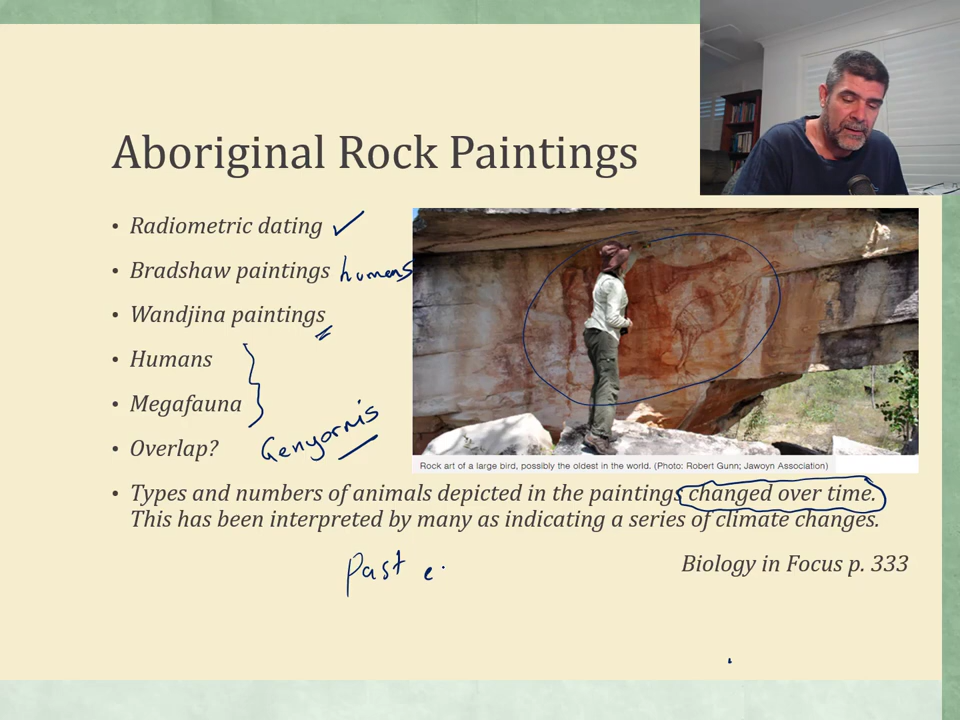 Aboriginal Rock Paintings
• Radiometric dating ✓
• Bradshaw paintings humans
• Wandjina paintings
• Humans
• Megafauna
• Overlap? Genyornis
Rock art of a large bird, possibly the oldest in the world. (Photo: Robert Gunn; Jawoyn Association)
• Types and numbers of animals depicted in the paintings changed over time.
This has been interpreted by many as indicating a series of climate changes.
Biology in Focus p. 333
Past e